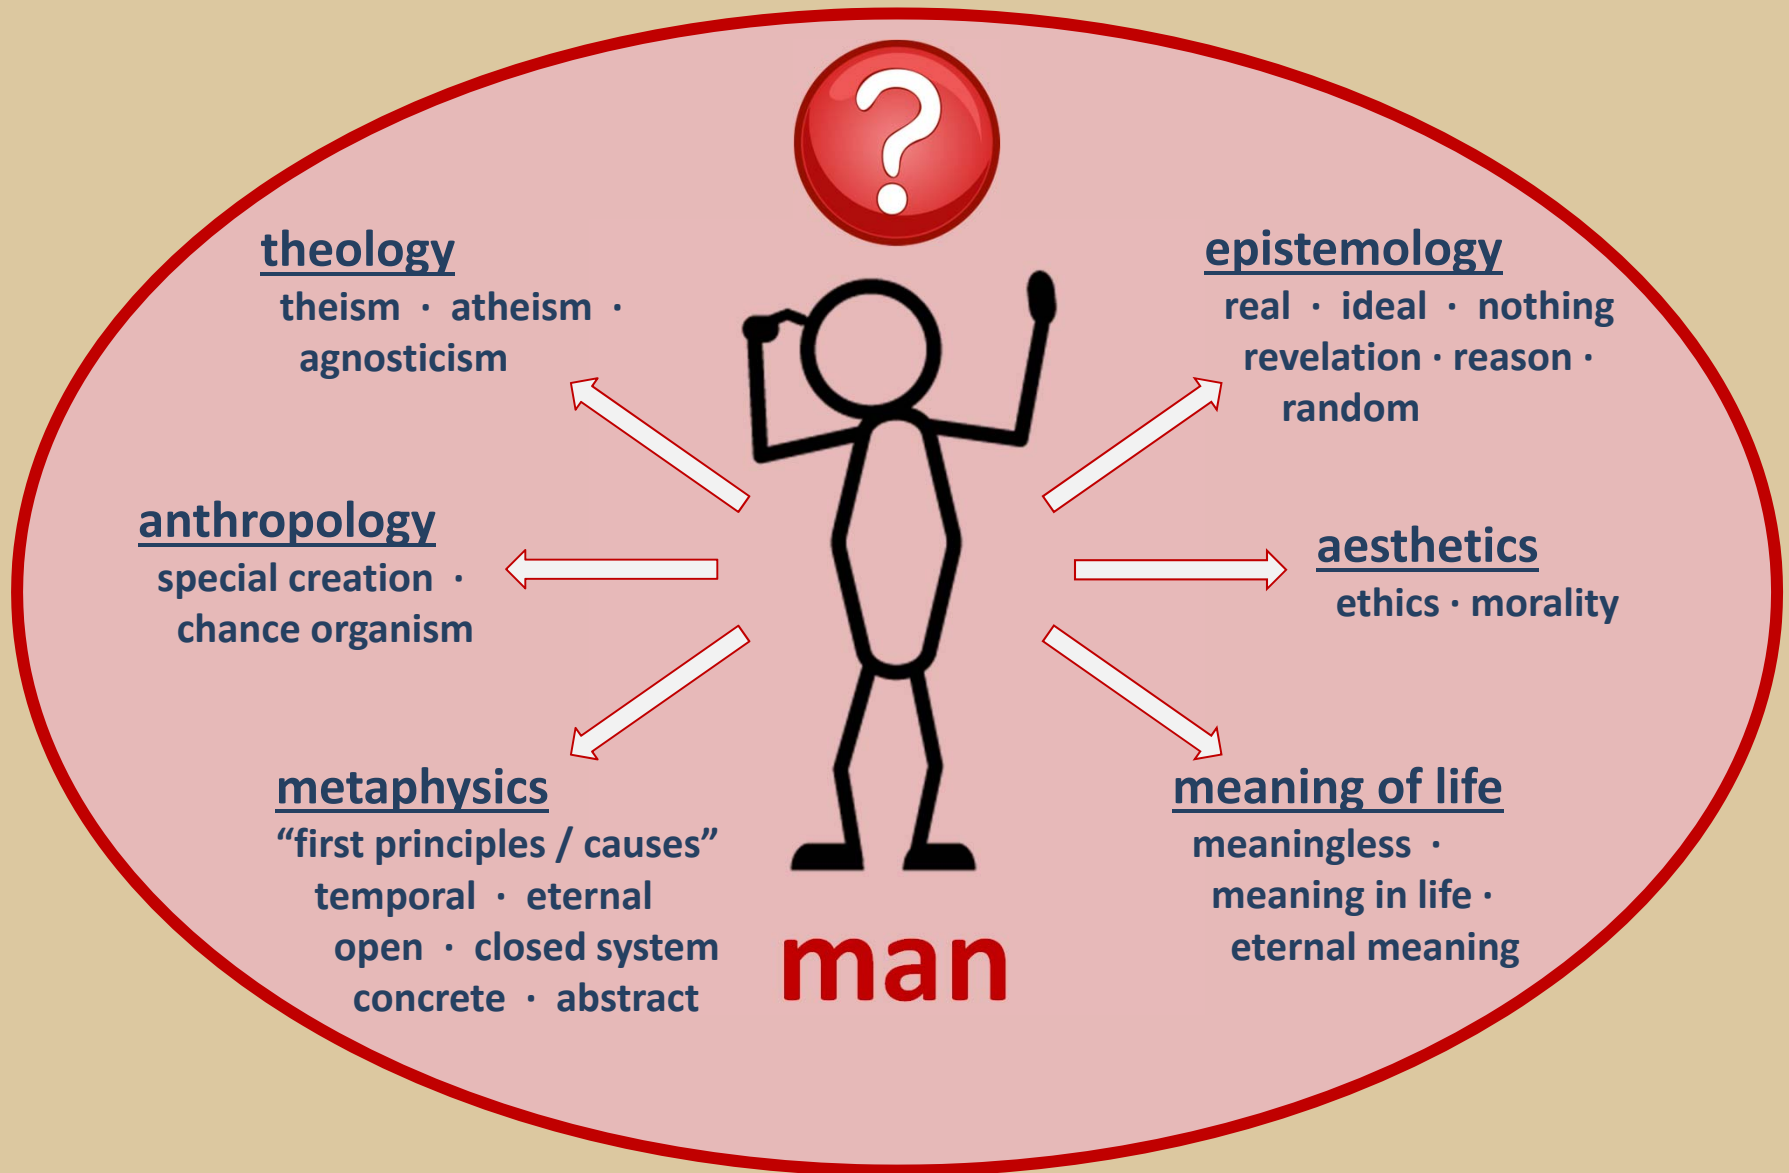 ?
theology
theism · atheism ·
agnosticism
anthropology
special creation ·
chance organism
metaphysics
“first principles / causes”
temporal · eternal
open · closed system
concrete · abstract
man
epistemology
real · ideal · nothing
revelation · reason ·
random
aesthetics
ethics · morality
meaning of life
meaningless ·
meaning in life ·
eternal meaning